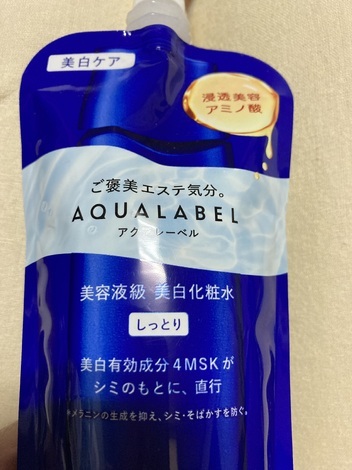 美白ケア
浸透美容
アミノ酸
ご褒美エステ気分。
AQUALABEL
アクアレーベル
美容液級 美白化粧水
しっとり
美白有効成分 4MSKが
シミのもとに、直行
※メラニンの生成を抑え、シミ・そばかすを防ぐ。